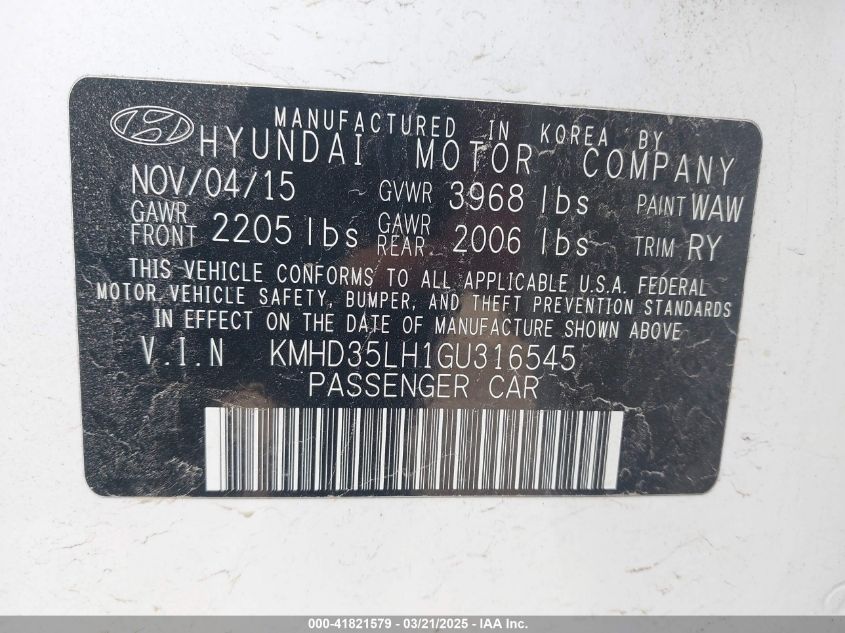 MANUFACTURED IN KOREA BY
HYUNDAI MOTOR COMPANY
NOV/04/15 GVWR 3968 lbs PAINT WAW
GAWR FRONT 2205 lbs GAWR REAR 2006 lbs TRIM RY
THIS VEHICLE CONFORMS TO ALL APPLICABLE U.S.A. FEDERAL
MOTOR VEHICLE SAFETY, BUMPER, AND THEFT PREVENTION STANDARDS
IN EFFECT ON THE DATE OF MANUFACTURE SHOWN ABOVE
V.I.N KMHD35LH1GU316545
PASSENGER CAR
000-41821579 - 03/21/2025 - IAA Inc.